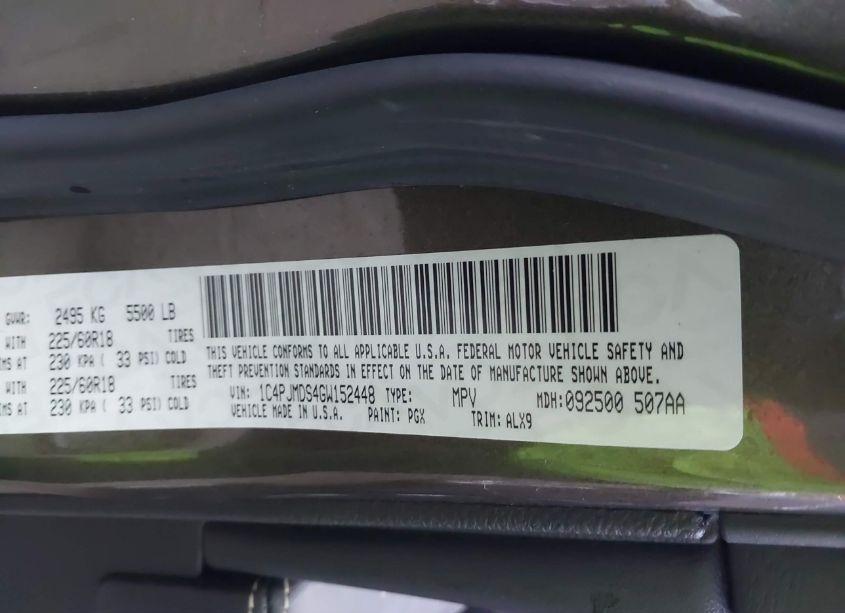 GVWR: 2495 KG 5500 LB
WITH 225/60R18 TIRES
AT 230 KPA ( 33 PSI) COLD
WITH 225/60R18 TIRES
AT 230 KPA ( 33 PSI) COLD
THIS VEHICLE CONFORMS TO ALL APPLICABLE U.S.A. FEDERAL MOTOR VEHICLE SAFETY AND
THEFT PREVENTION STANDARDS IN EFFECT ON THE DATE OF MANUFACTURE SHOWN ABOVE.
VIN: 1C4PJMDS4GW152448 TYPE: MPV MDH:092500 507AA
VEHICLE MADE IN U.S.A. PAINT: PGX TRIM: ALX9